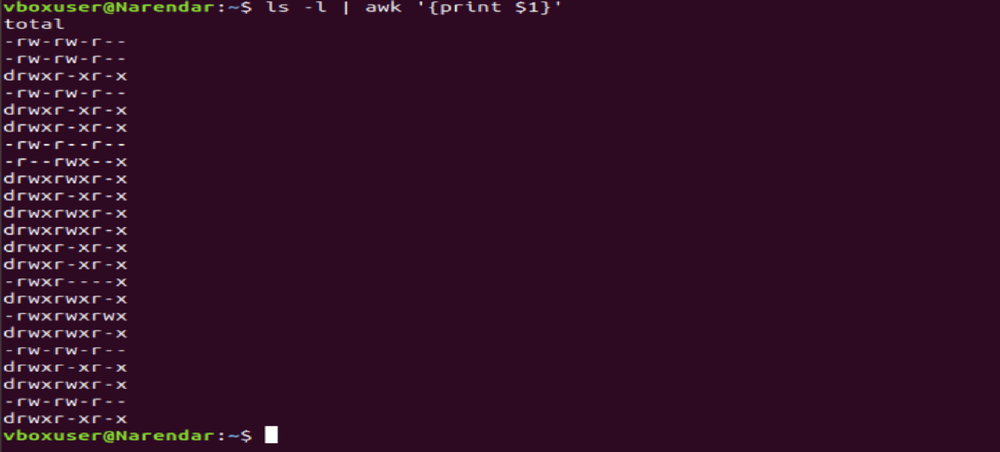 vboxuser@Narendar:~$ ls -l | awk '{print $1}'
total
-rw-rw-r--
-rw-rw-r--
drwxr-xr-x
-rw-rw-r--
drwxr-xr-x
drwxr-xr-x
-rw-r--r--
-r--rwx--x
drwxrwxr-x
drwxr-xr-x
drwxrwxr-x
drwxrwxr-x
drwxr-xr-x
drwxr-xr-x
-rwxr----x
drwxrwxr-x
-rwxrwxrwx
drwxrwxr-x
-rw-rw-r--
drwxr-xr-x
drwxrwxr-x
-rw-rw-r--
drwxr-xr-x
vboxuser@Narendar:~$